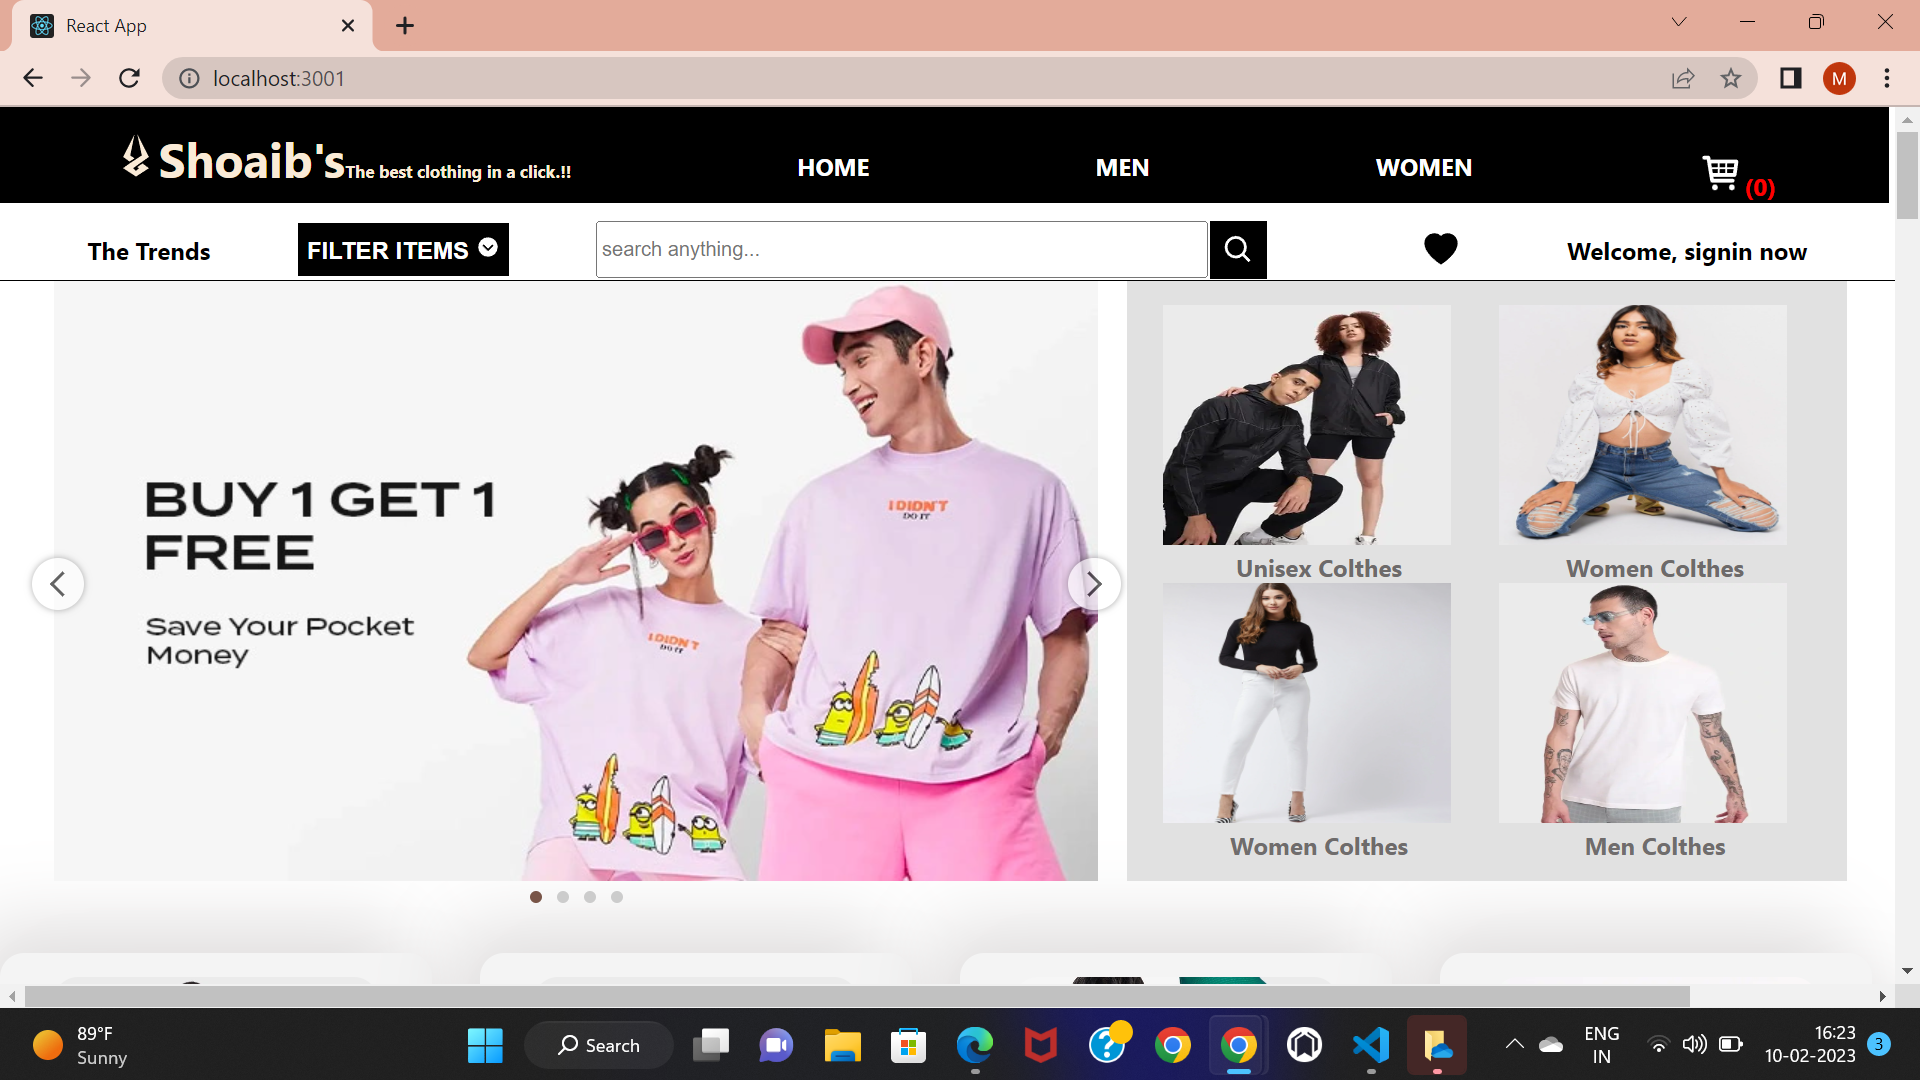 React App
localhost:3001
M
Shoaib's The best clothing in a click.!!
HOME
MEN
WOMEN
(0)
The Trends
FILTER ITEMS
search anything...
Welcome, signin now
BUY 1 GET 1
FREE
Save Your Pocket
Money
I DIDN'T
DO IT
I DIDN'T
DO IT
Unisex Colthes
Women Colthes
Women Colthes
Men Colthes
89°F
Sunny
Search
ENG
IN
16:23
10-02-2023
3